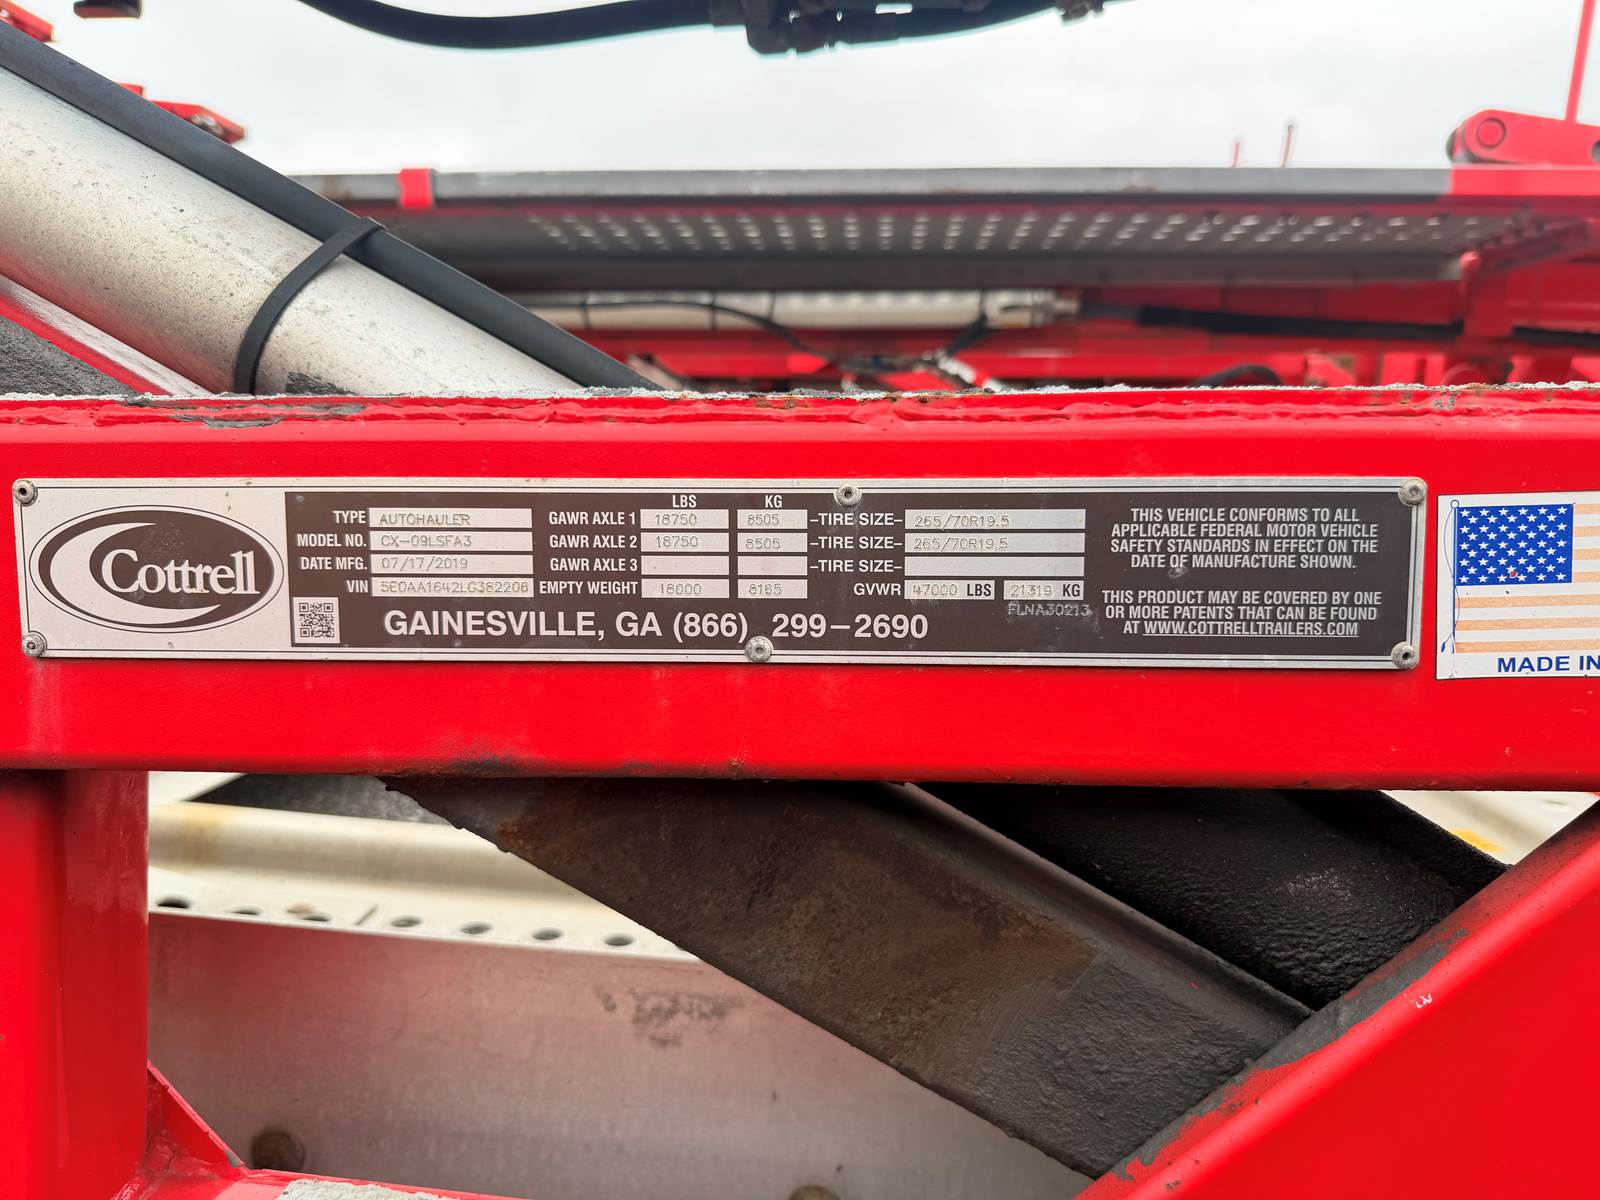 Cottrell
LBS KG
TYPE AUTOHAULER GAWR AXLE 1 18750 8505 -TIRE SIZE- 265/70R19.5
MODEL NO. CX-09LSFA3 GAWR AXLE 2 18750 8505 -TIRE SIZE- 265/70R19.5
DATE MFG. 07/17/2019 GAWR AXLE 3 -TIRE SIZE-
VIN 5E0AA1642LG382206 EMPTY WEIGHT 18000 8165 GVWR 47000 LBS 21319 KG
FLNA30213
GAINESVILLE, GA (866) 299-2690
THIS VEHICLE CONFORMS TO ALL
APPLICABLE FEDERAL MOTOR VEHICLE
SAFETY STANDARDS IN EFFECT ON THE
DATE OF MANUFACTURE SHOWN.
THIS PRODUCT MAY BE COVERED BY ONE
OR MORE PATENTS THAT CAN BE FOUND
AT WWW.COTTRELLTRAILERS.COM
MADE IN